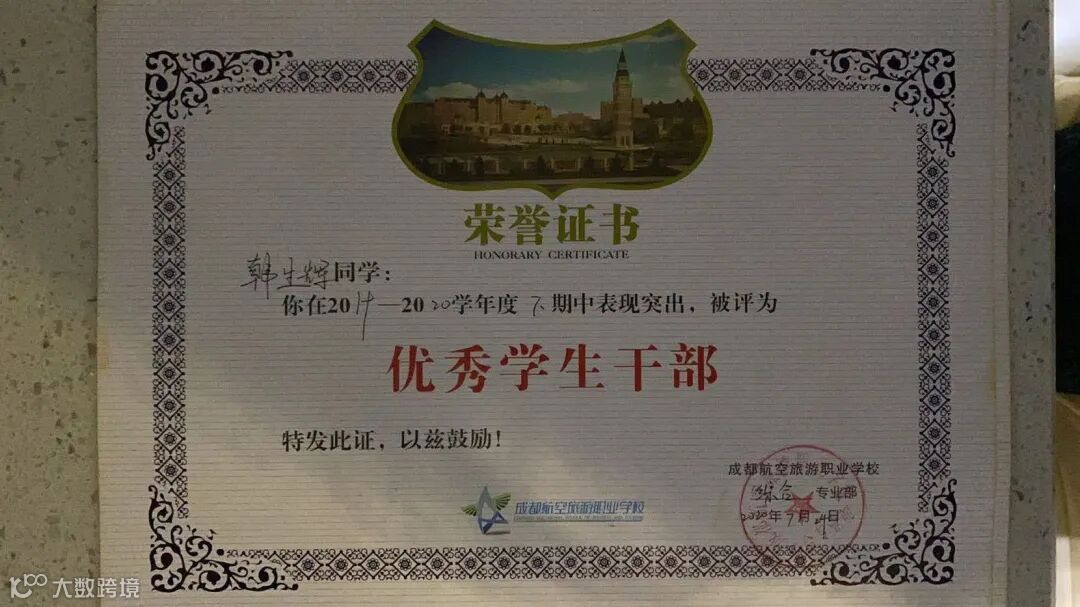 荣誉证书
HONORARY CERTIFICATE
韩生辉同学：
你在2019—2020学年度下期中表现突出，被评为
优秀学生干部
特发此证，以兹鼓励！
成都航空旅游职业学校
综合 专业部
2020年7月 日
成都航空旅游职业学校
大数跨境